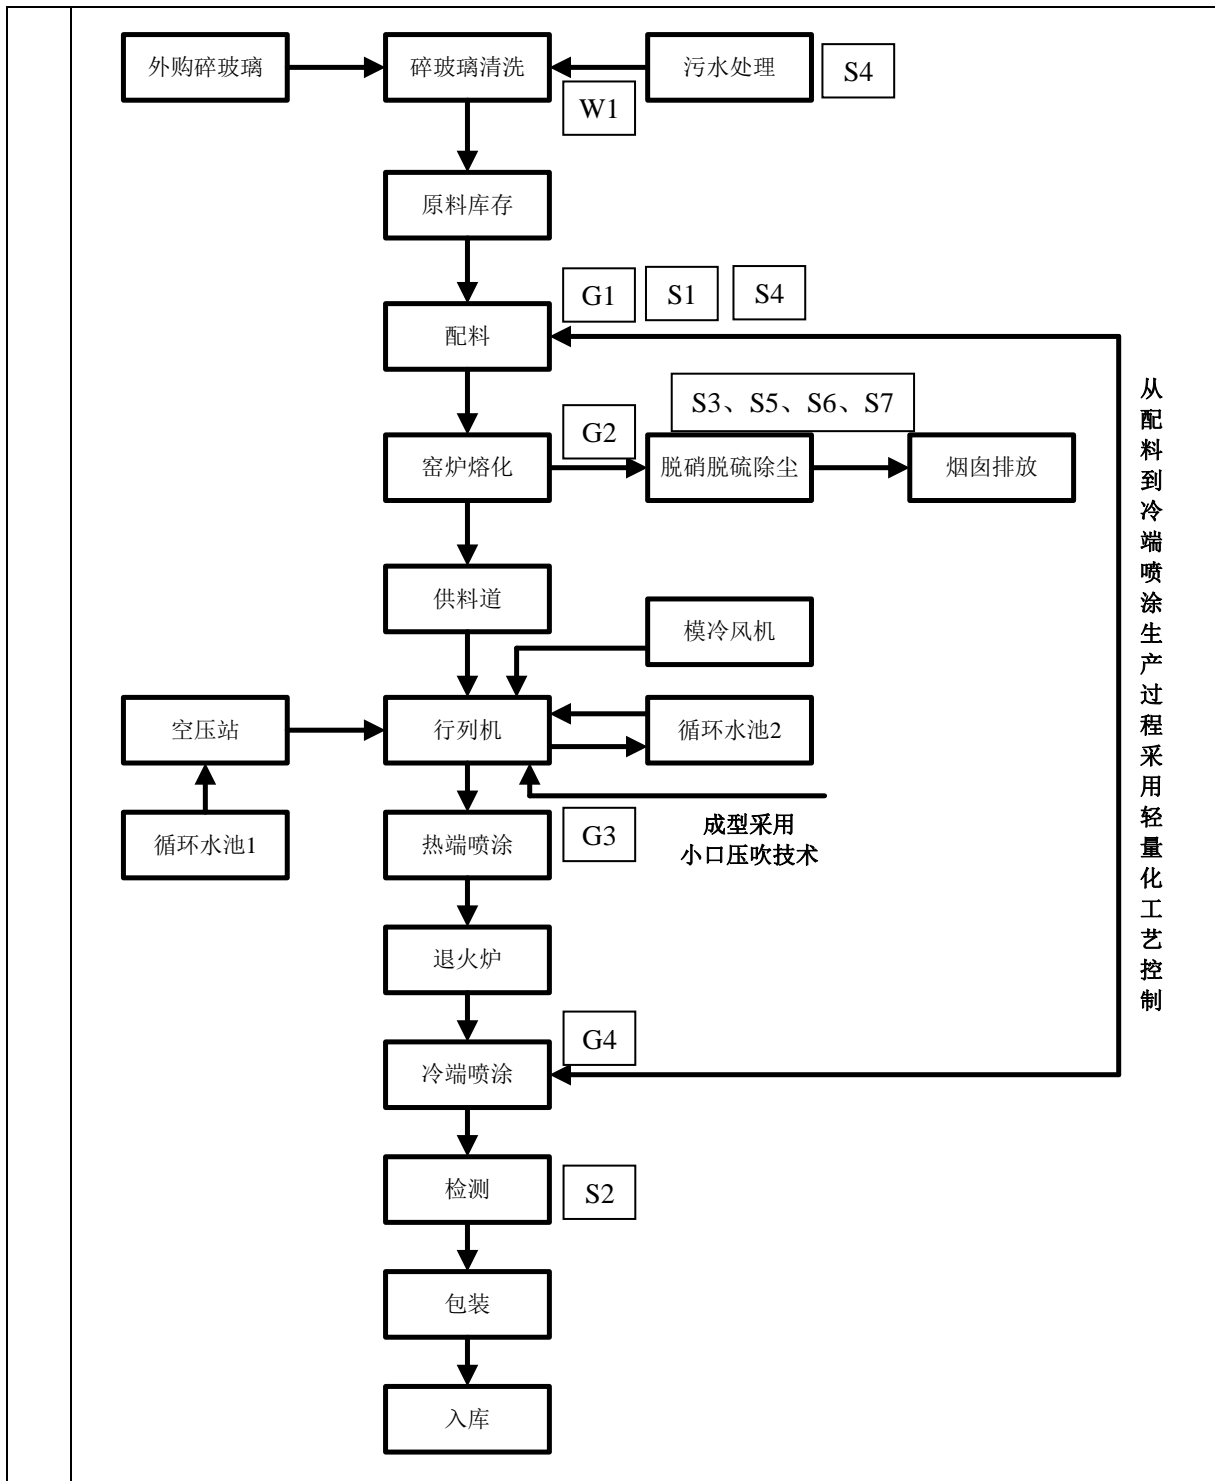 外购碎玻璃
碎玻璃清洗
污水处理
S4
W1
原料库存
G1
S1
S4
配料
S3、S5、S6、S7
G2
窑炉熔化
脱硝脱硫除尘
烟囱排放
供料道
模冷风机
空压站
行列机
循环水池2
循环水池1
热端喷涂
G3
成型采用
小口压吹技术
退火炉
G4
冷端喷涂
检测
S2
包装
入库
从配料到冷端喷涂生产过程采用轻量化工艺控制